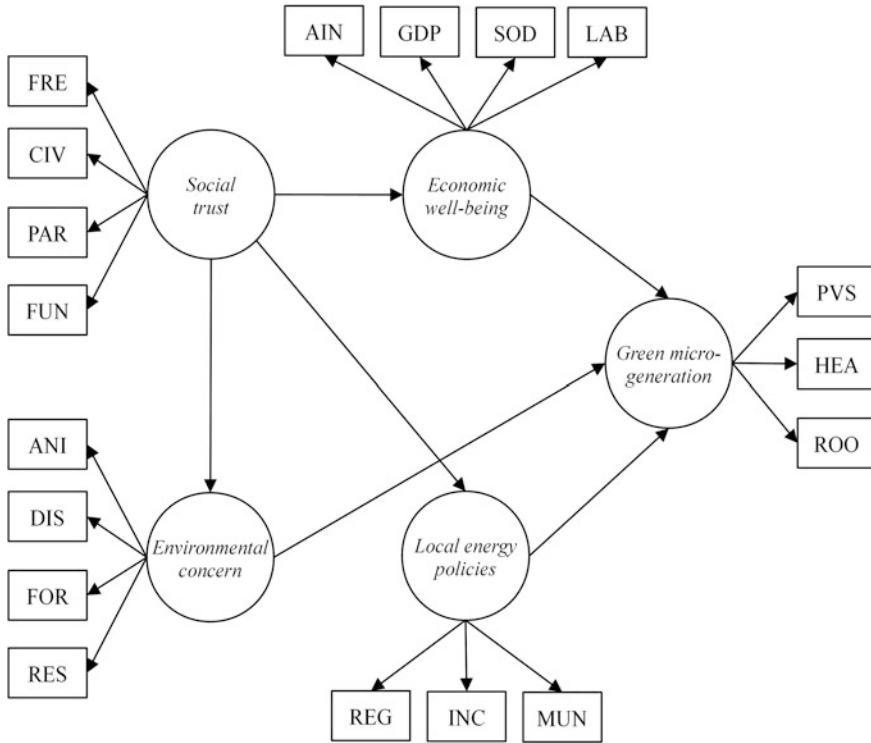 AIN
GDP
SOD
LAB
FRE
CIV
PAR
FUN
Social
trust
Economic
well-being
PVS
HEA
ROO
Green micro-
generation
ANI
DIS
FOR
RES
Environmental
concern
Local energy
policies
REG
INC
MUN